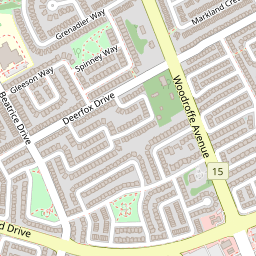 Grenadier Way
Markland Cre
Spinney Way
Gleeson Way
Woodroffe Avenue
Beatrice Drive
Deerfox Drive
15
d Drive